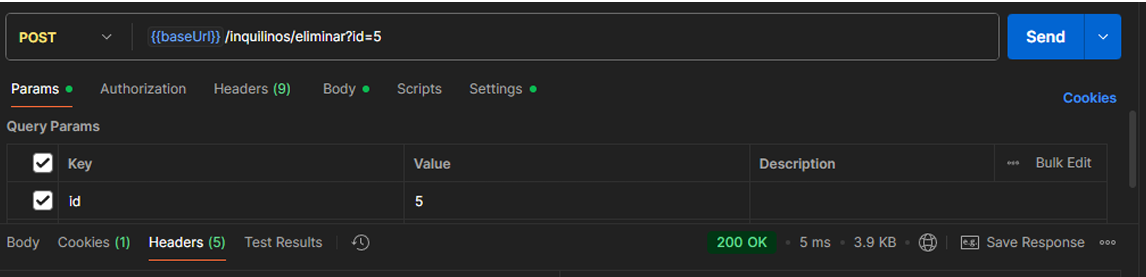 POST {{baseUrl}} /inquilinos/eliminar?id=5 Send
Params Authorization Headers (9) Body Scripts Settings
Cookies
Query Params
Key Value Description Bulk Edit
id 5
Body Cookies (1) Headers (5) Test Results 200 OK 5 ms 3.9 KB e.g. Save Response